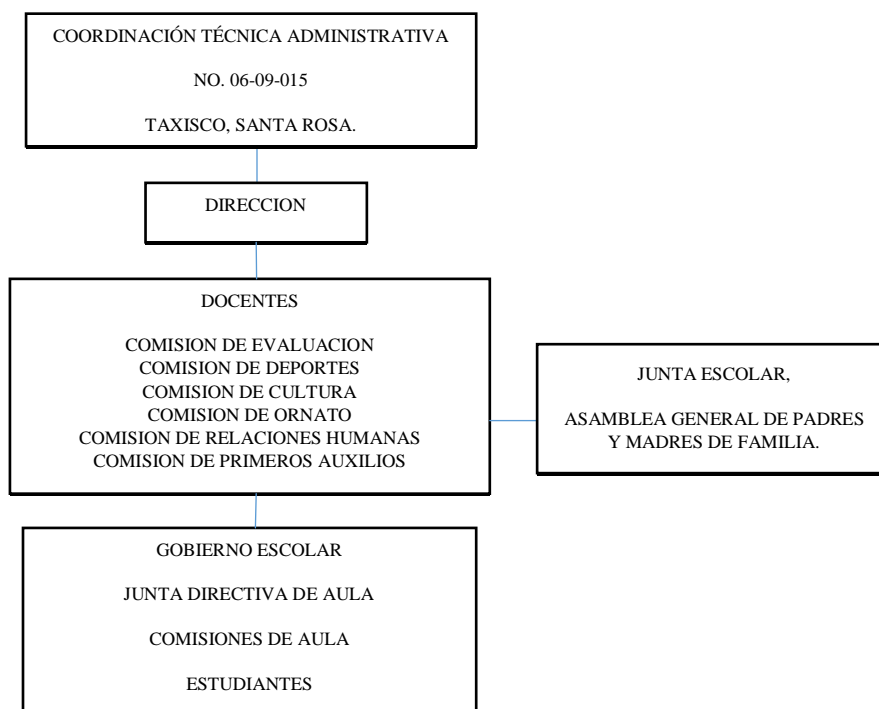 COORDINACIÓN TÉCNICA ADMINISTRATIVA
NO. 06-09-015
TAXISCO, SANTA ROSA.
DIRECCION
DOCENTES
COMISION DE EVALUACION
COMISION DE DEPORTES
COMISION DE CULTURA
COMISION DE ORNATO
COMISION DE RELACIONES HUMANAS
COMISION DE PRIMEROS AUXILIOS
JUNTA ESCOLAR,
ASAMBLEA GENERAL DE PADRES
Y MADRES DE FAMILIA.
GOBIERNO ESCOLAR
JUNTA DIRECTIVA DE AULA
COMISIONES DE AULA
ESTUDIANTES